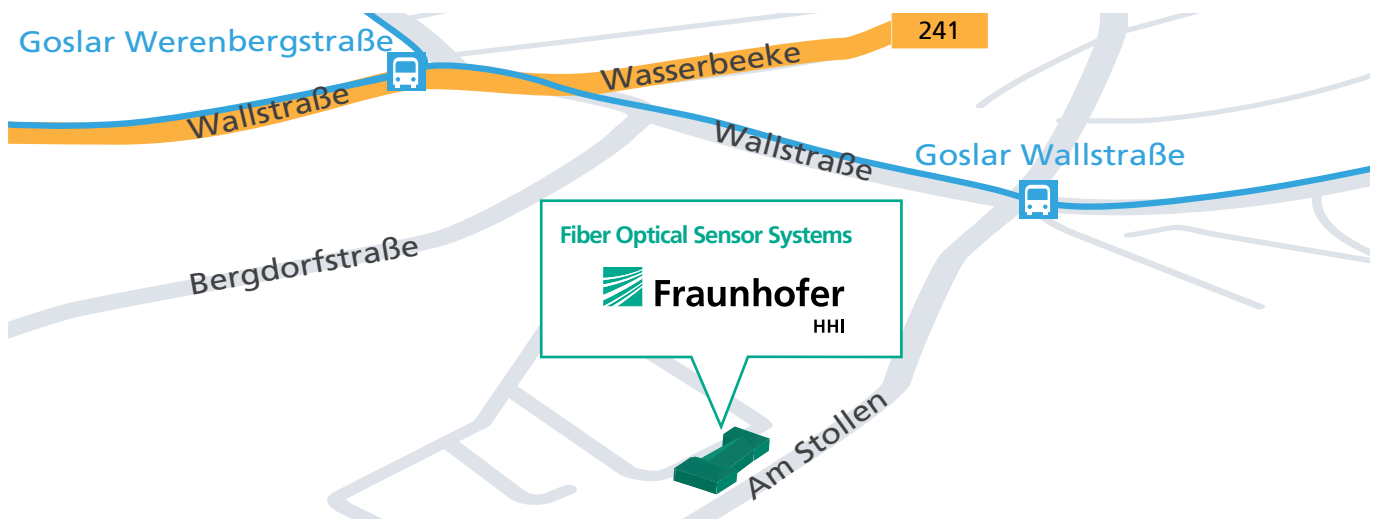 241
Goslar Werenbergstraße
Wasserbeeke
Wallstraße
Wallstraße
Goslar Wallstraße
Bergdorfstraße
Fiber Optical Sensor Systems
Fraunhofer
HHI
Am Stollen